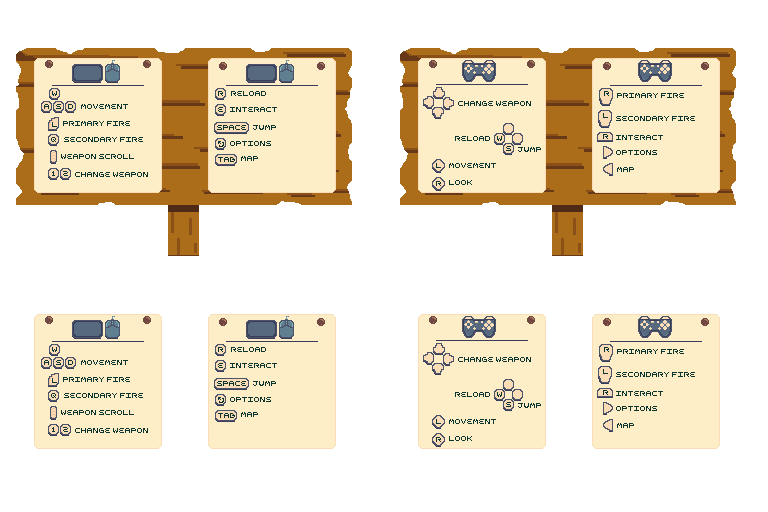 W
A S D MOVEMENT
L PRIMARY FIRE
R SECONDARY FIRE
WEAPON SCROLL
1 2 CHANGE WEAPON
R RELOAD
E INTERACT
SPACE JUMP
OPTIONS
TAB MAP
CHANGE WEAPON
RELOAD W
S JUMP
L MOVEMENT
R LOOK
R PRIMARY FIRE
L SECONDARY FIRE
R INTERACT
OPTIONS
MAP
W
A S D MOVEMENT
L PRIMARY FIRE
R SECONDARY FIRE
WEAPON SCROLL
1 2 CHANGE WEAPON
R RELOAD
E INTERACT
SPACE JUMP
OPTIONS
TAB MAP
CHANGE WEAPON
RELOAD W
S JUMP
L MOVEMENT
R LOOK
R PRIMARY FIRE
L SECONDARY FIRE
R INTERACT
OPTIONS
MAP